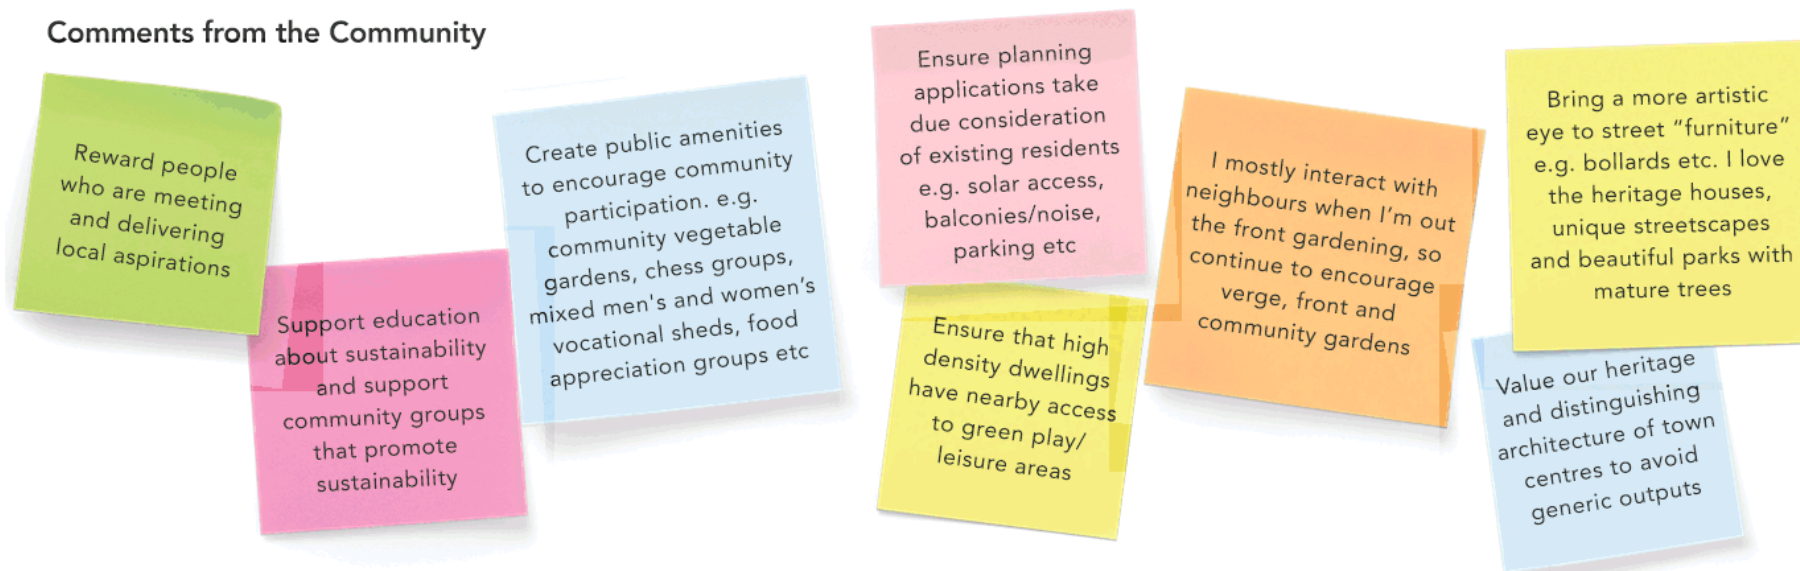 Comments from the Community
Reward people
who are meeting
and delivering
local aspirations
Support education
about sustainability
and support
community groups
that promote
sustainability
Create public amenities
to encourage community
participation. e.g.
community vegetable
gardens, chess groups,
mixed men's and women's
vocational sheds, food
appreciation groups etc
Ensure planning
applications take
due consideration
of existing residents
e.g. solar access,
balconies/noise,
parking etc
Ensure that high
density dwellings
have nearby access
to green play/
leisure areas
I mostly interact with
neighbours when I'm out
the front gardening, so
continue to encourage
verge, front and
community gardens
Bring a more artistic
eye to street “furniture”
e.g. bollards etc. I love
the heritage houses,
unique streetscapes
and beautiful parks with
mature trees
Value our heritage
and distinguishing
architecture of town
centres to avoid
generic outputs